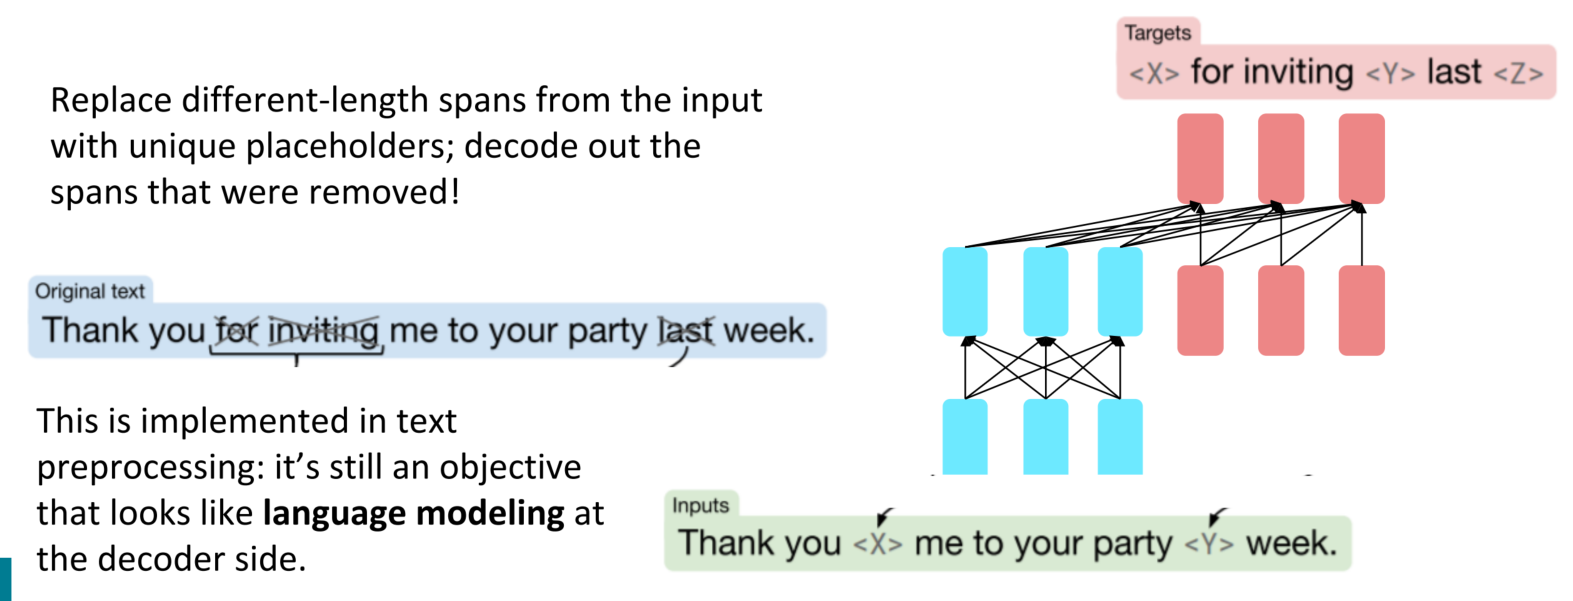 Replace different-length spans from the input
with unique placeholders; decode out the
spans that were removed!
Targets
<X> for inviting <Y> last <Z>
Original text
Thank you for inviting me to your party last week.
This is implemented in text
preprocessing: it's still an objective
that looks like language modeling at
the decoder side.
Inputs
Thank you <X> me to your party <Y> week.